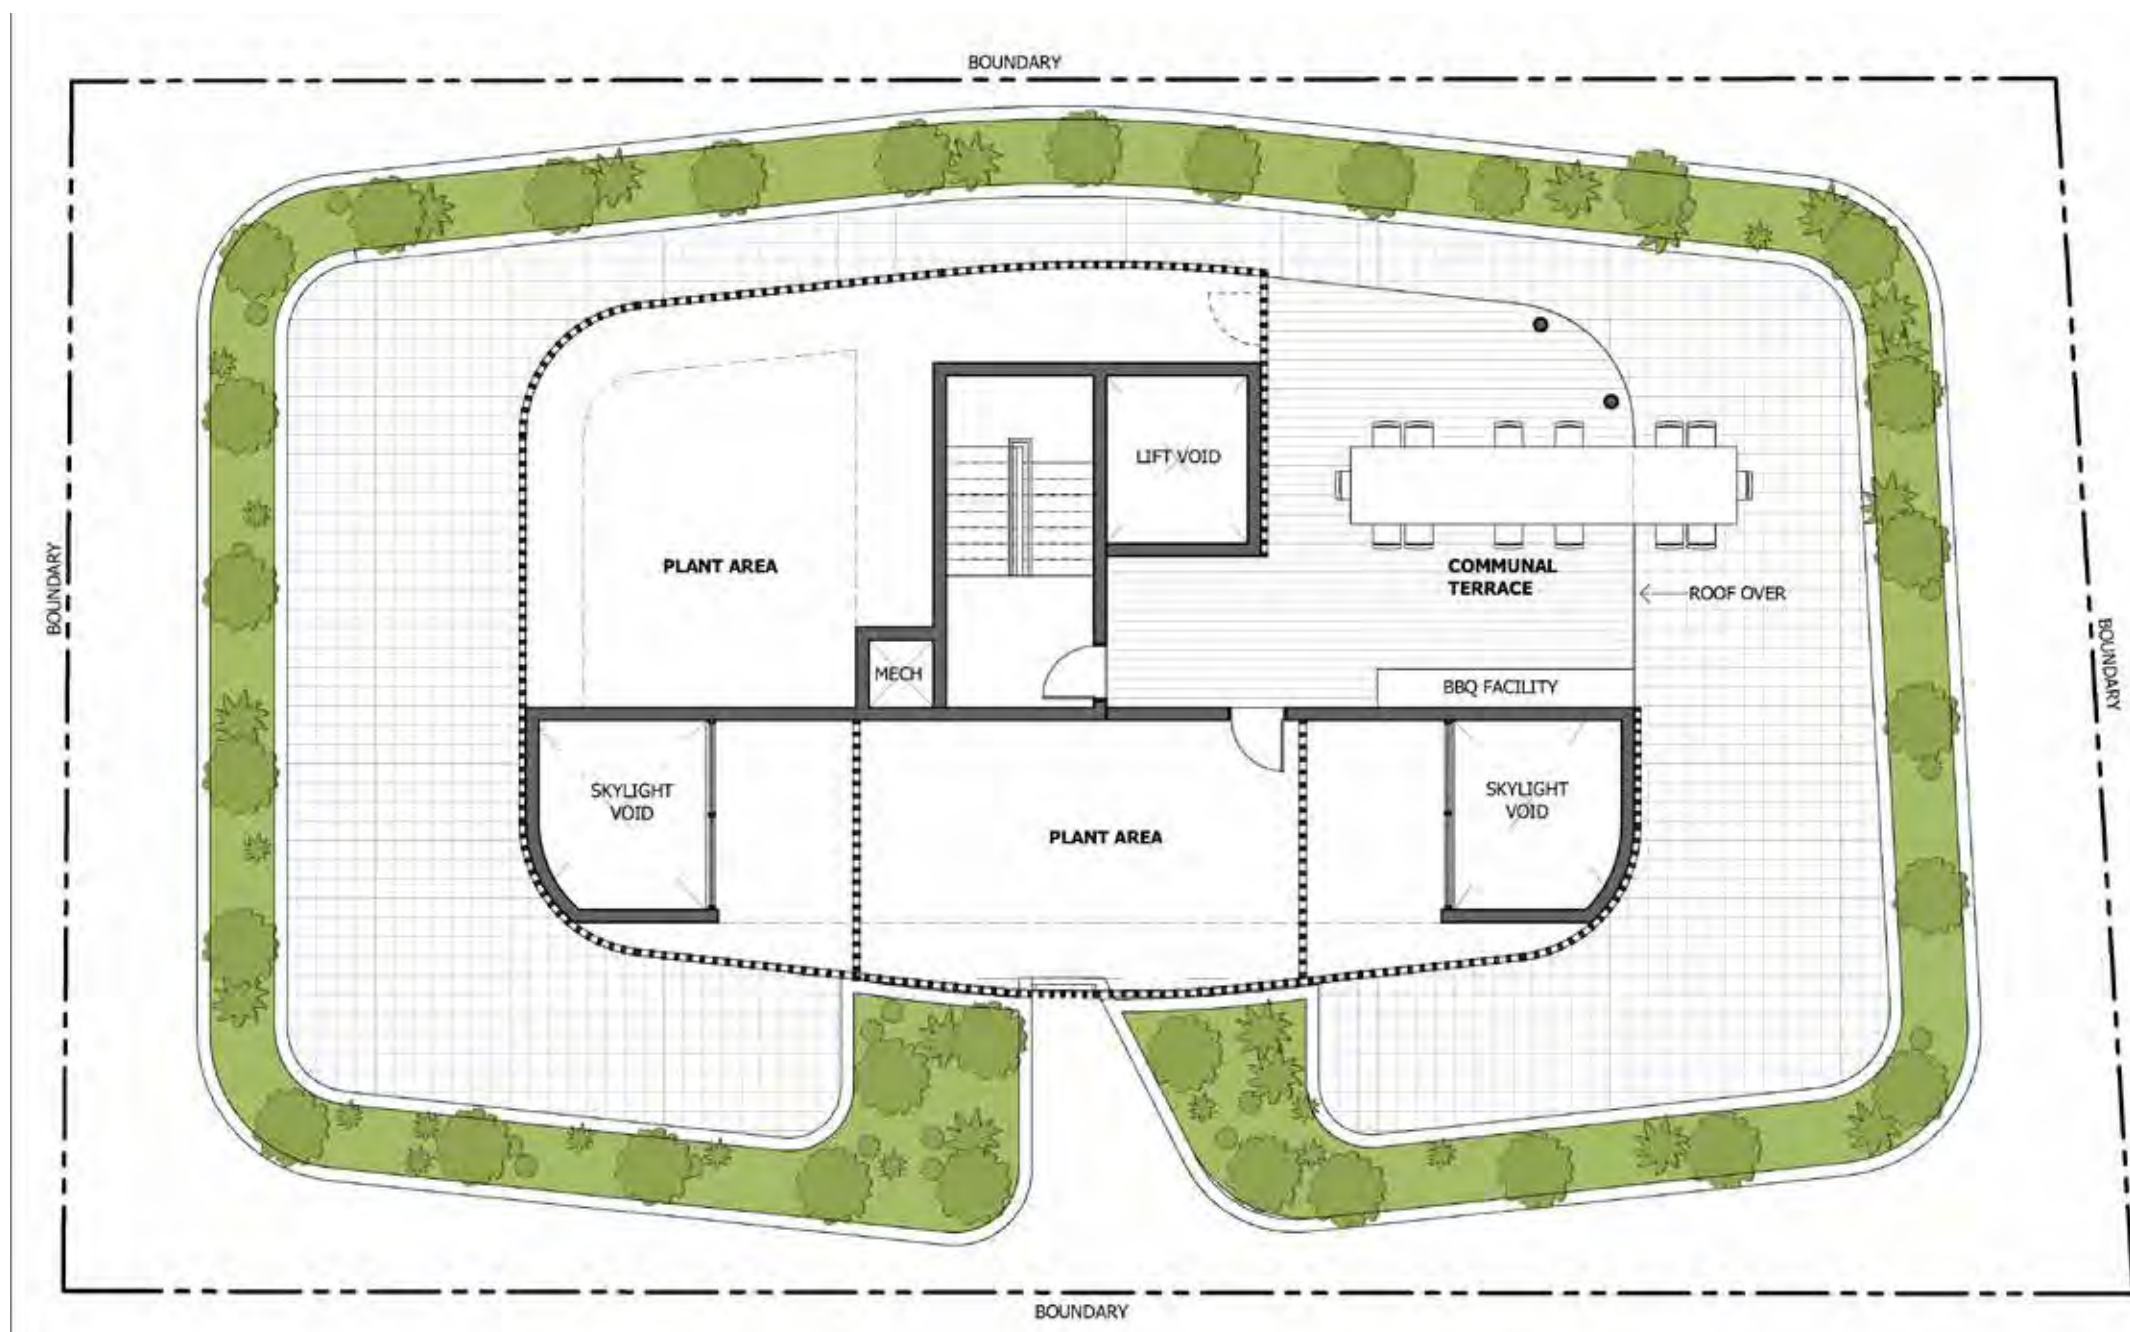 BOUNDARY
LIFT VOID
PLANT AREA
COMMUNAL
TERRACE
ROOF OVER
BOUNDARY
BOUNDARY
MECH
BBQ FACILITY
SKYLIGHT
VOID
SKYLIGHT
VOID
PLANT AREA
BOUNDARY